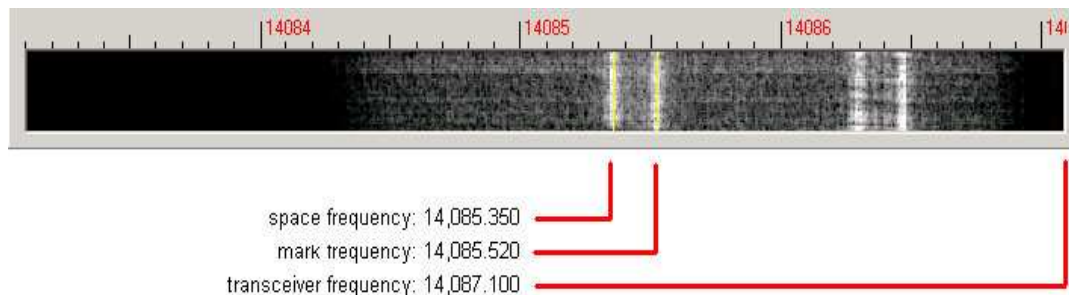 14084 14085 14086 14
space frequency: 14,085.350
mark trequency: 14,085.520
transceiver frequency: 14,087.100